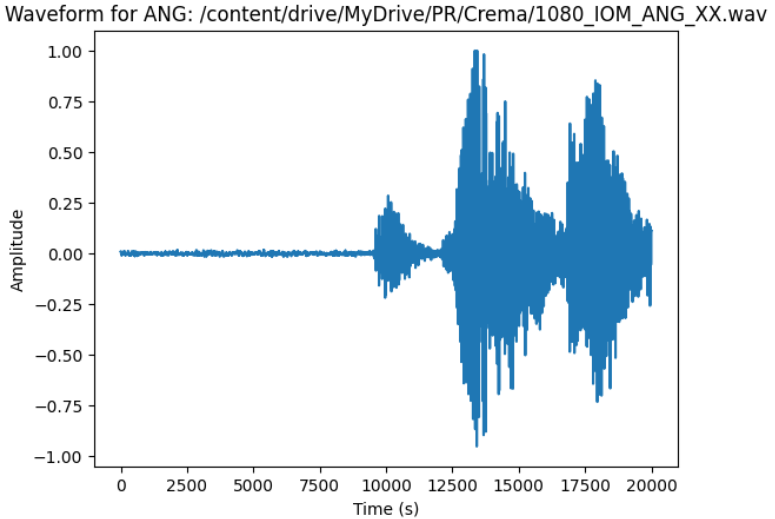 Waveform for ANG: /content/drive/MyDrive/PR/Crema/1080_IOM_ANG_XX.wav
1.00
0.75
0.50
0.25
0.00
−0.25
−0.50
−0.75
−1.00
Amplitude
0 2500 5000 7500 10000 12500 15000 17500 20000
Time (s)